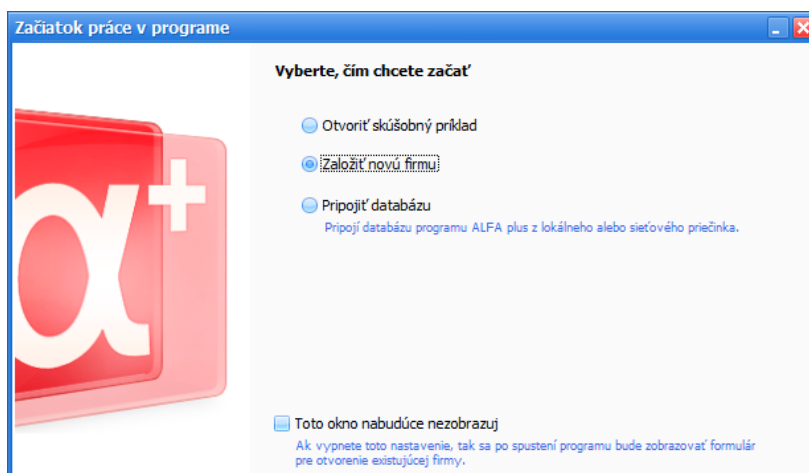 Začiatok práce v programe
Vyberte, čím chcete začať
Otvoriť skúšobný príklad
Založiť novú firmu
Pripojiť databázu
Pripojí databázu programu ALFA plus z lokálneho alebo sieťového priečinka.
α+
Toto okno nabudúce nezobrazuj
Ak vypnete toto nastavenie, tak sa po spustení programu bude zobrazovať formulár
pre otvorenie existujúcej firmy.